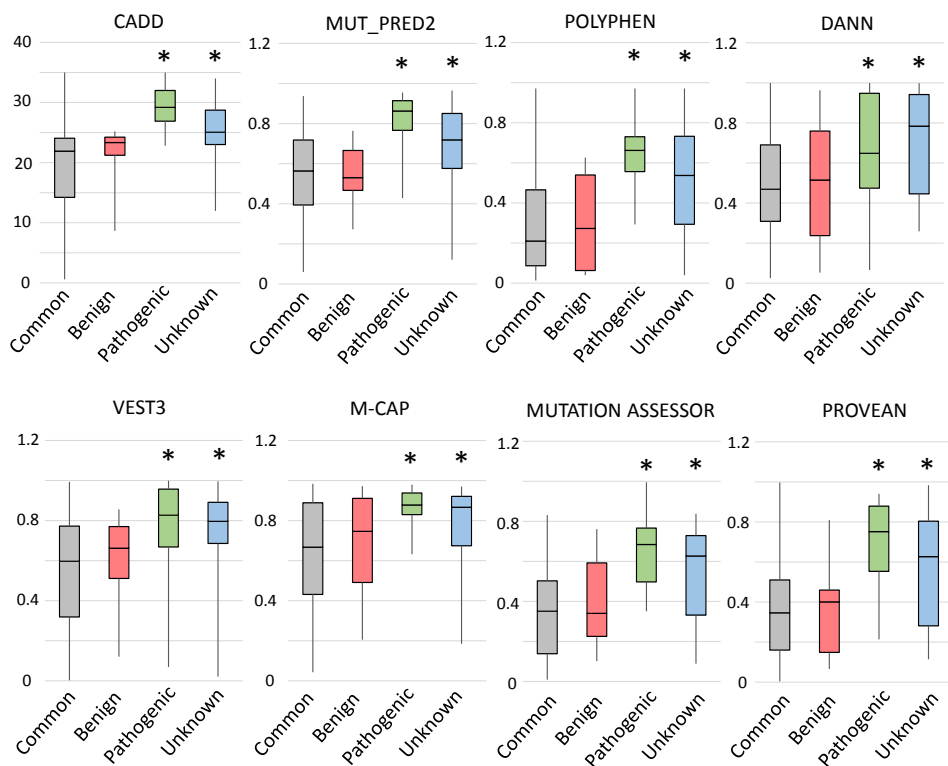 CADD
40
30
20
10
0
*
*
Common
Benign
Pathogenic
Unknown
MUT_PRED2
1.2
0.8
0.4
0
*
*
Common
Benign
Pathogenic
Unknown
POLYPHEN
1.2
0.8
0.4
0
*
*
Common
Benign
Pathogenic
Unknown
DANN
1.2
0.8
0.4
0
*
*
Common
Benign
Pathogenic
Unknown
VEST3
1.2
0.8
0.4
0
*
*
Common
Benign
Pathogenic
Unknown
M-CAP
1.2
0.8
0.4
0
*
*
Common
Benign
Pathogenic
Unknown
MUTATION ASSESSOR
1.2
0.8
0.4
0
*
*
Common
Benign
Pathogenic
Unknown
PROVEAN
1.2
0.8
0.4
0
*
*
Common
Benign
Pathogenic
Unknown